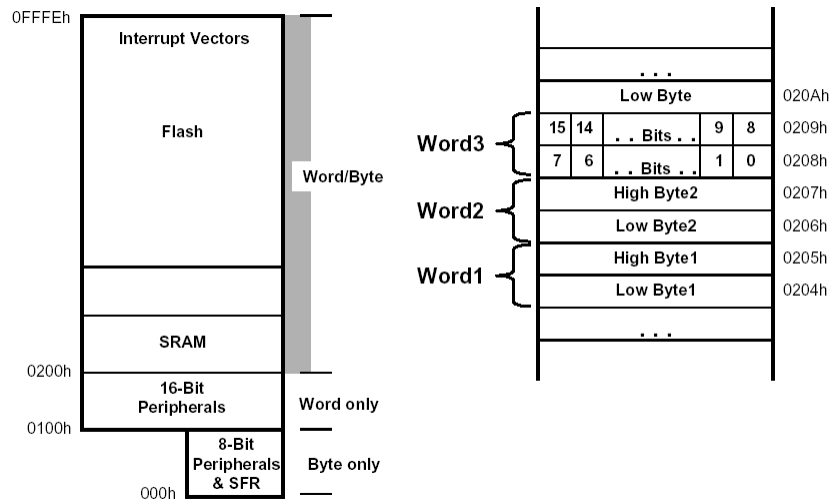 0FFFEh
Interrupt Vectors
Flash
Word/Byte
SRAM
0200h
16-Bit
Peripherals
Word only
0100h
8-Bit
Peripherals
& SFR
Byte only
000h
. . .
Low Byte
020Ah
Word3
15 14 . . Bits . . 9 8
0209h
7 6 . . Bits . . 1 0
0208h
Word2
High Byte2
0207h
Low Byte2
0206h
Word1
High Byte1
0205h
Low Byte1
0204h
. . .